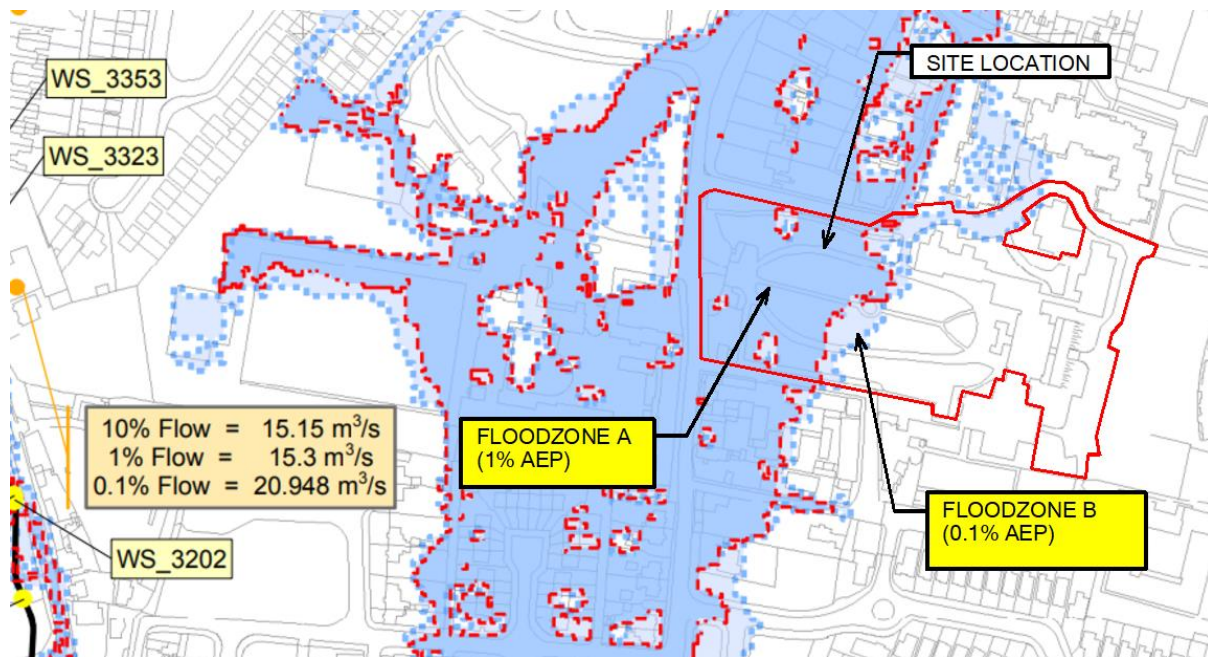 SITE LOCATION
WS_3353
WS_3323
10% Flow = 15.15 m³/s
1% Flow = 15.3 m³/s
0.1% Flow = 20.948 m³/s
FLOODZONE A
(1% AEP)
FLOODZONE B
(0.1% AEP)
WS_3202